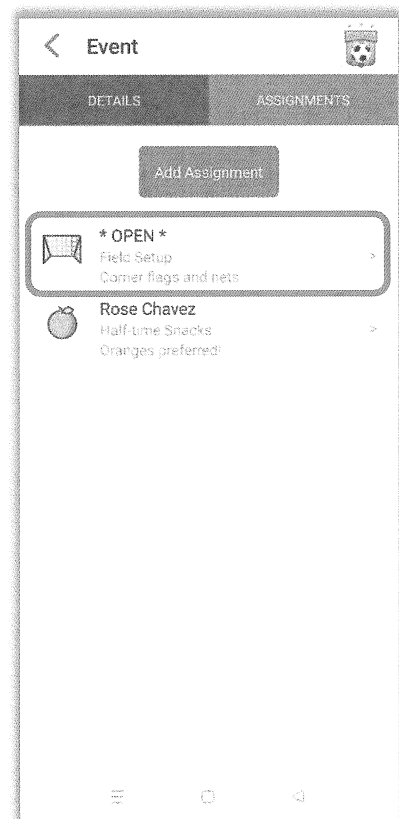 Event
DETAILS ASSIGNMENTS
Add Assignment
* OPEN *
Field Setup
Corner flags and nets
Rose Chavez
Half-time Snacks
Oranges preferred!